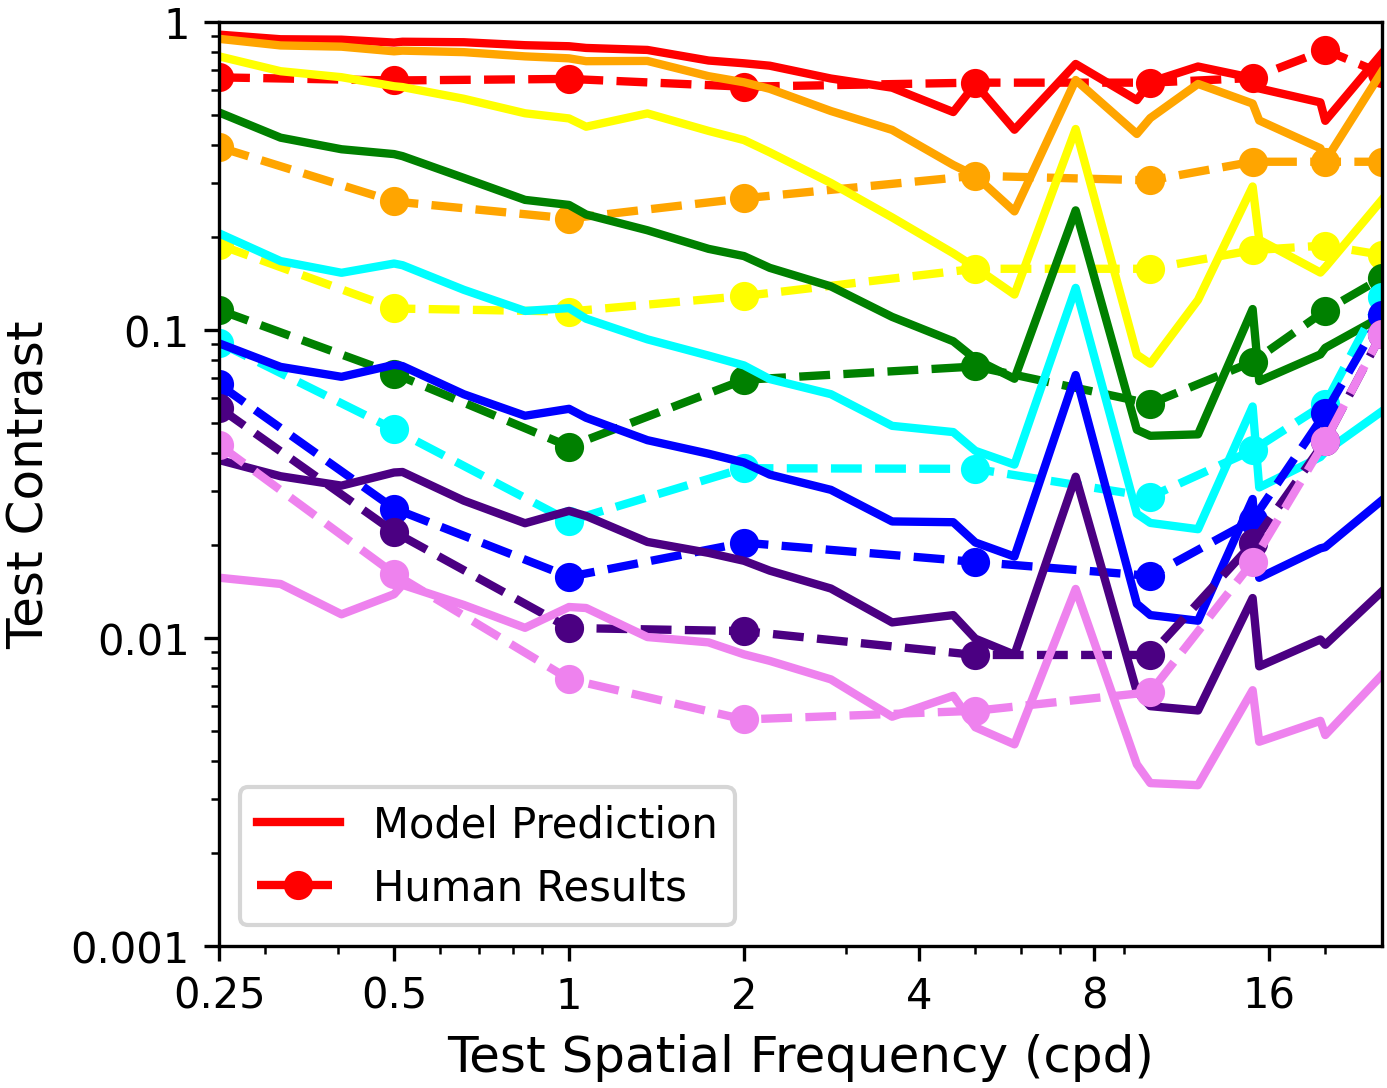 1
0.1
0.01
0.001
Test Contrast
Model Prediction
Human Results
0.25 0.5 1 2 4 8 16
Test Spatial Frequency (cpd)